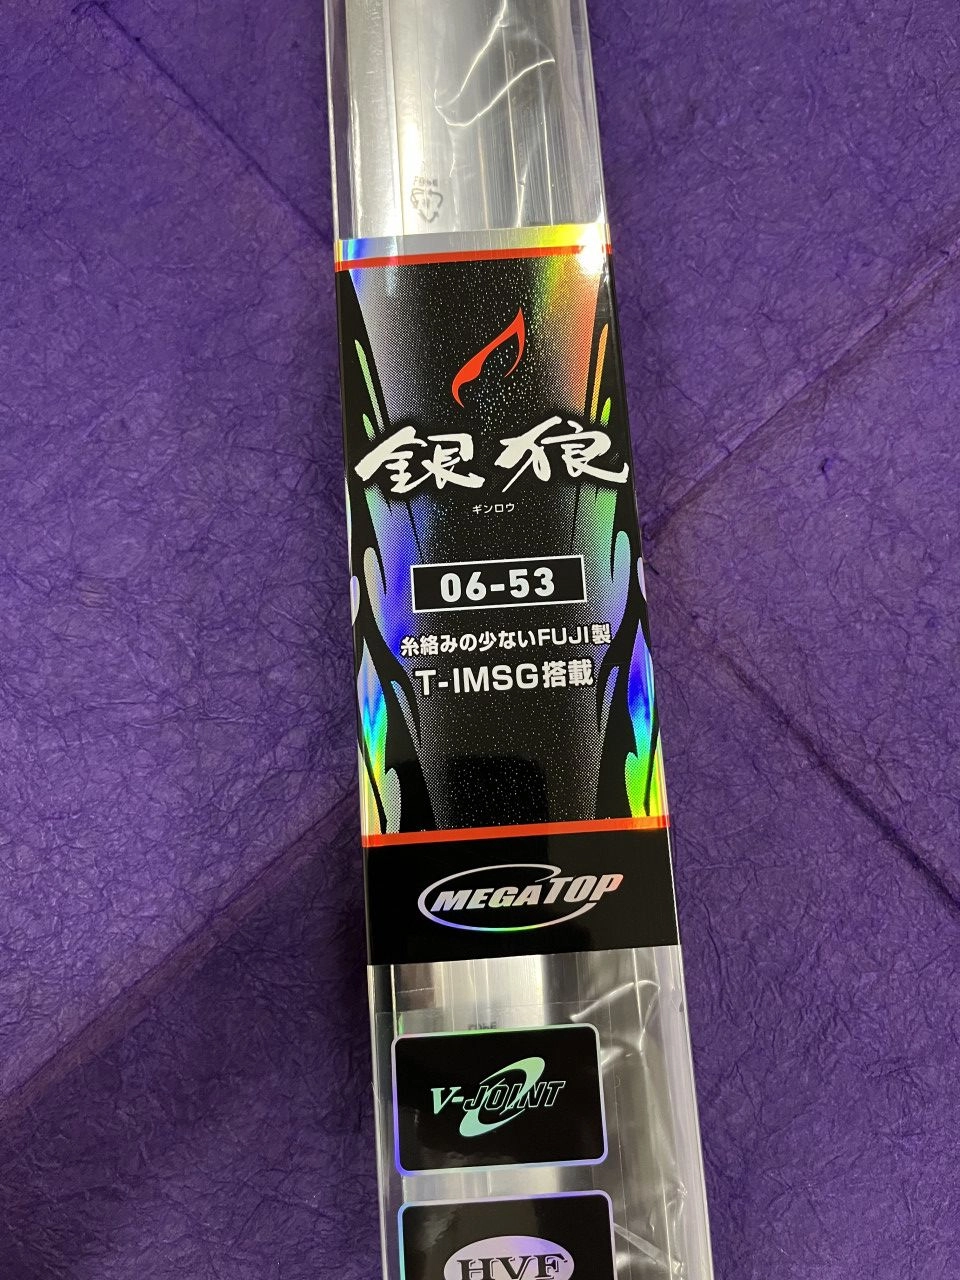 銀狼
ギンロウ
06-53
糸絡みの少ないFUJI製
T-IMSG搭載
MEGATOP
V-JOINT
HVF